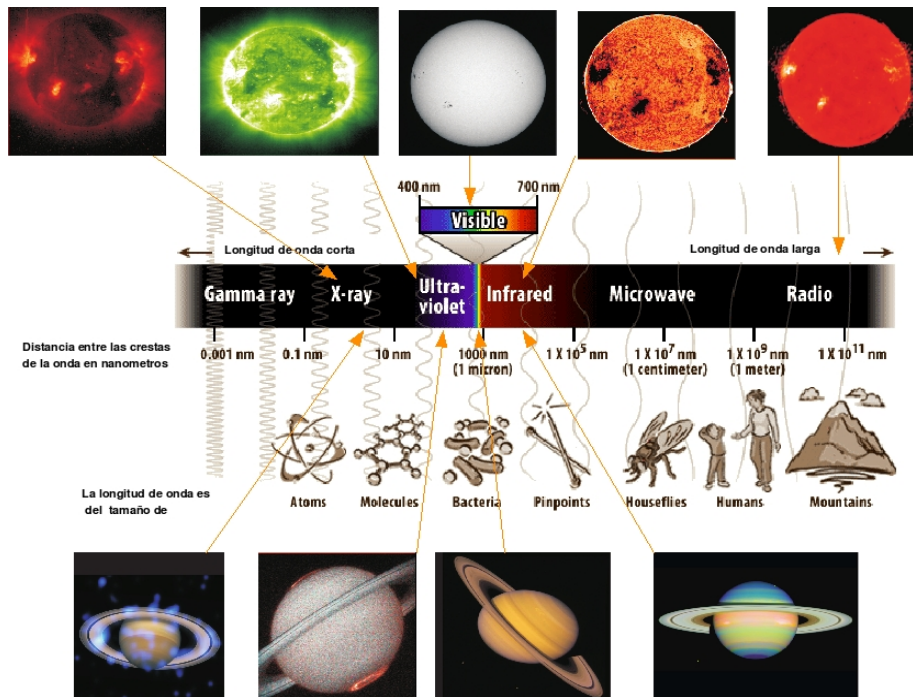 400 nm 700 nm
Visible
Longitud de onda corta Longitud de onda larga
Gamma ray X-ray Ultra- Infrared Microwave Radio
violet
Distancia entre las crestas
de la onda en nanometros
0.001 nm 0.1 nm 10 nm 1000 nm 1 X 10⁵ nm 1 X 10⁷ nm 1 X 10⁹ nm 1 X 10¹¹ nm
(1 micron) (1 centimeter) (1 meter)
La longitud de onda es
del tamaño de
Atoms Molecules Bacteria Pinpoints Houseflies Humans Mountains